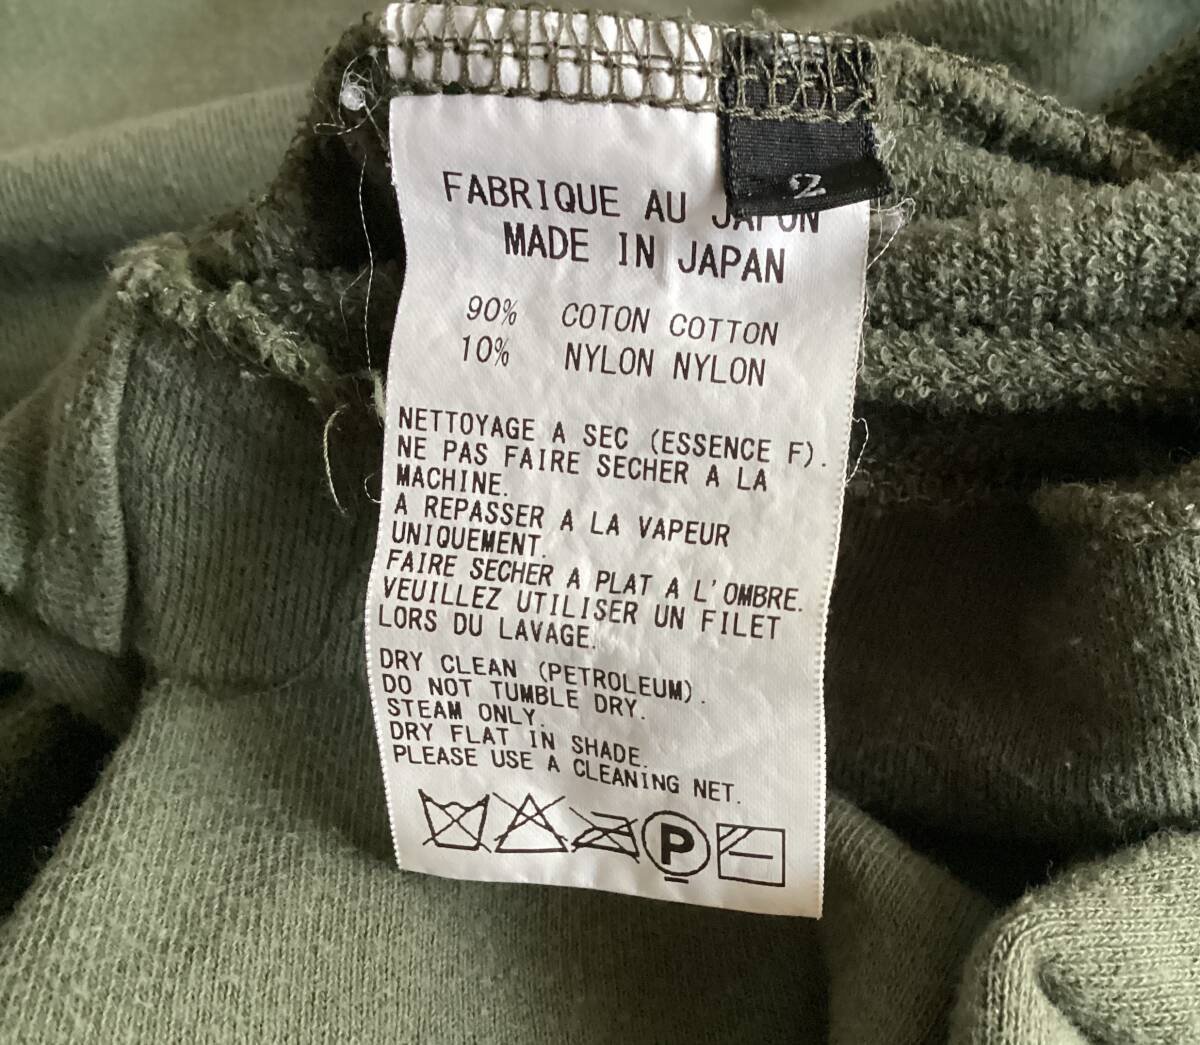 2
FABRIQUE AU JAPON
MADE IN JAPAN
90% COTON COTTON
10% NYLON NYLON
NETTOYAGE A SEC (ESSENCE F).
NE PAS FAIRE SECHER A LA
MACHINE.
A REPASSER A LA VAPEUR
UNIQUEMENT.
FAIRE SECHER A PLAT A L'OMBRE.
VEUILLEZ UTILISER UN FILET
LORS DU LAVAGE.
DRY CLEAN (PETROLEUM).
DO NOT TUMBLE DRY.
STEAM ONLY.
DRY FLAT IN SHADE.
PLEASE USE A CLEANING NET.
P